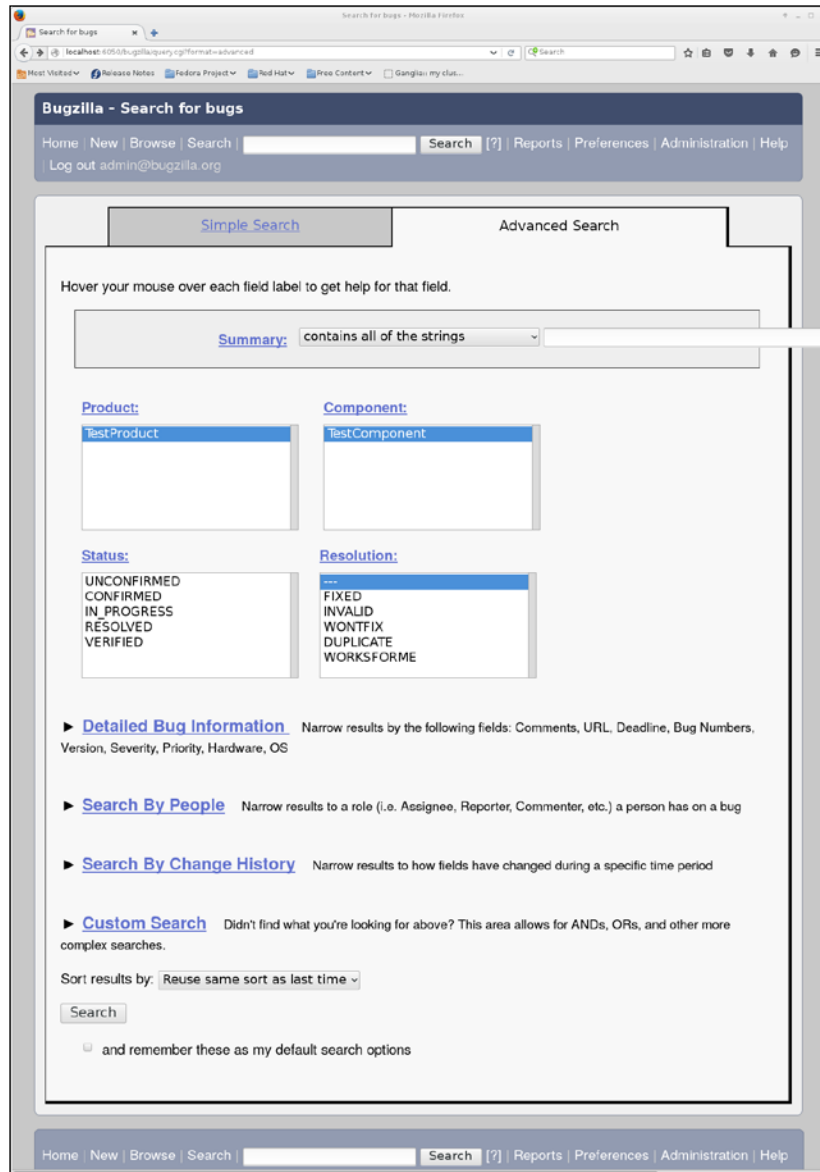 Search for bugs - Mozilla Firefox
Search for bugs
localhost:6050/bugzilla/query.cgi?format=advanced
Search
Most Visited
Release Notes
Fedora Project
Red Hat
Free Content
Ganglia:: my clus...
Bugzilla - Search for bugs
Home | New | Browse | Search | Search [?] | Reports | Preferences | Administration | Help
| Log out admin@bugzilla.org
Simple Search
Advanced Search
Hover your mouse over each field label to get help for that field.
Summary: contains all of the strings
Product:
Component:
TestProduct
TestComponent
Status:
Resolution:
UNCONFIRMED
CONFIRMED
IN_PROGRESS
RESOLVED
VERIFIED
---
FIXED
INVALID
WONTFIX
DUPLICATE
WORKSFORME
► Detailed Bug Information Narrow results by the following fields: Comments, URL, Deadline, Bug Numbers,
Version, Severity, Priority, Hardware, OS
► Search By People Narrow results to a role (i.e. Assignee, Reporter, Commenter, etc.) a person has on a bug
► Search By Change History Narrow results to how fields have changed during a specific time period
► Custom Search Didn't find what you're looking for above? This area allows for ANDs, ORs, and other more
complex searches.
Sort results by: Reuse same sort as last time
Search
and remember these as my default search options
Home | New | Browse | Search | Search [?] | Reports | Preferences | Administration | Help